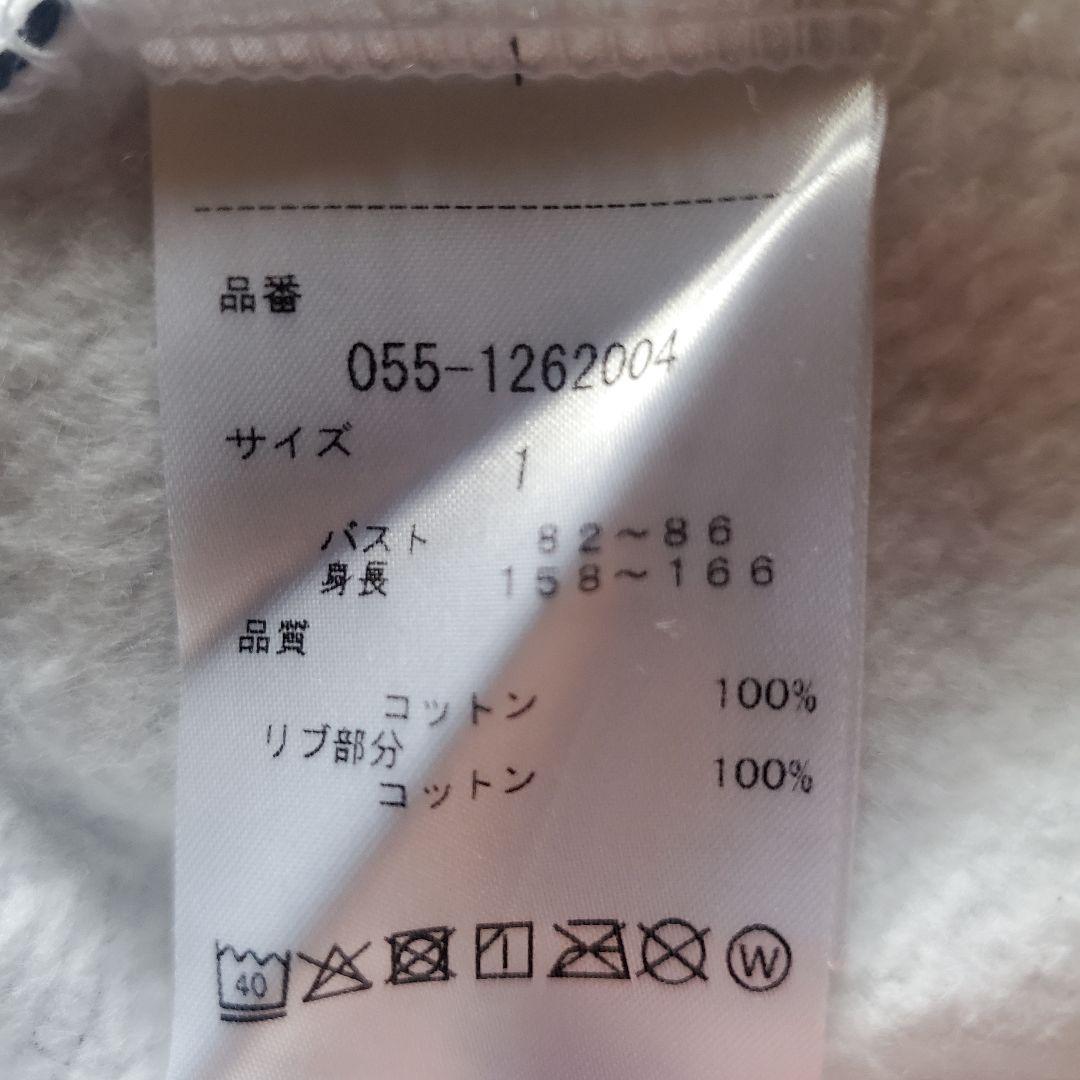 品番
055-1262004
サイズ
1
バスト 82~86
身長 158~166
品質
コットン 100%
リブ部分
コットン 100%
40 W